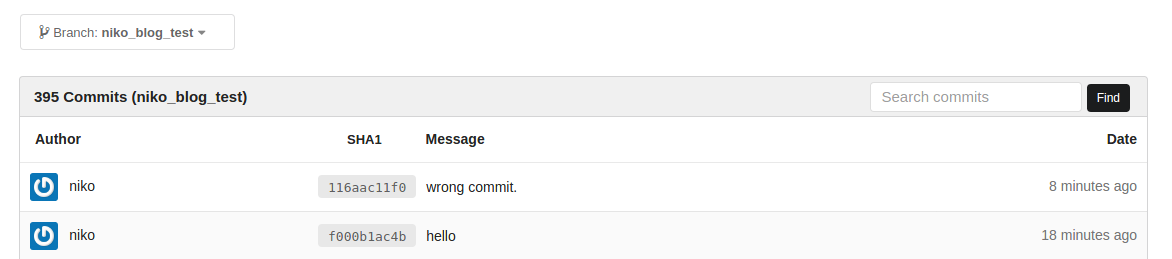 Branch: niko_blog_test
395 Commits (niko_blog_test)
Search commits
Find
Author SHA1 Message Date
niko 116aac11f0 wrong commit. 8 minutes ago
niko f000b1ac4b hello 18 minutes ago